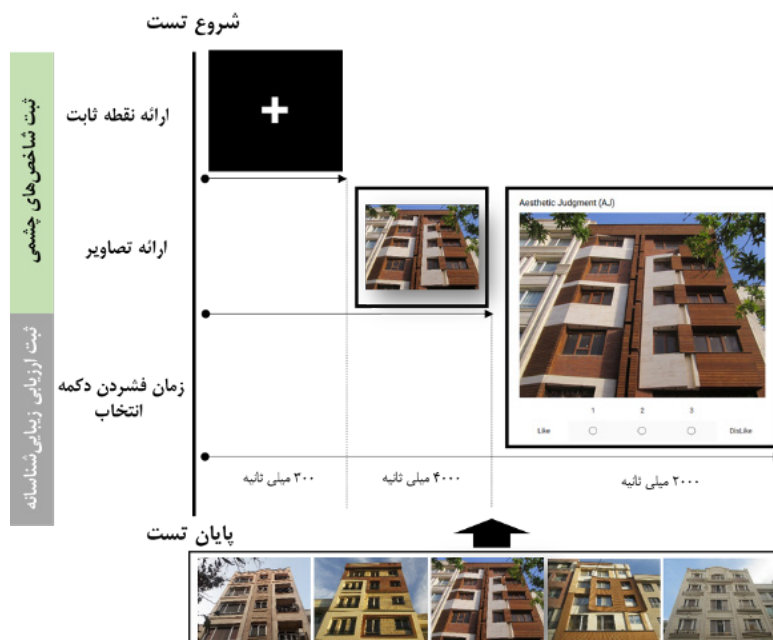 شروع تست
ثبت شاخص‌های چشمی
ارائه نقطه ثابت
ارائه تصاویر
Aesthetic Judgment (AJ)
1 2 3
Like DisLike
ثبت ارزیابی زیبایی‌شناسانه
زمان فشردن دکمه
انتخاب
۳۰۰ میلی ثانیه
۴۰۰۰ میلی ثانیه
۲۰۰۰ میلی ثانیه
پایان تست